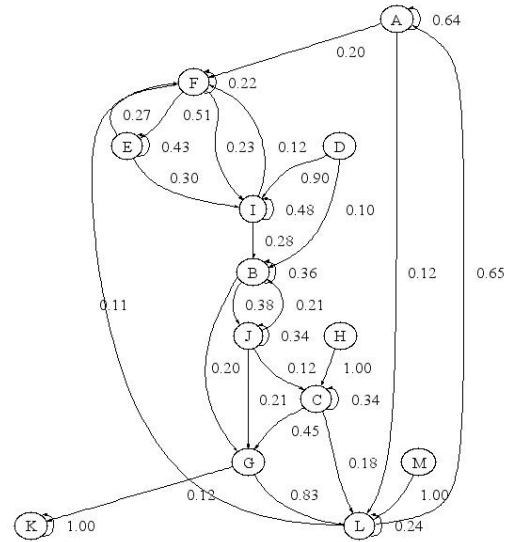 A 0.64
0.20
F 0.22
0.27 0.51
E 0.43 0.23 0.12 D
0.30 0.90
I 0.48 0.10
0.28
B 0.36 0.12 0.65
0.11 0.38 0.21
J 0.34 H
0.20 0.12 1.00
0.21 C 0.34
0.45
G 0.18 M
0.12 0.83 1.00
K 1.00 L 0.24